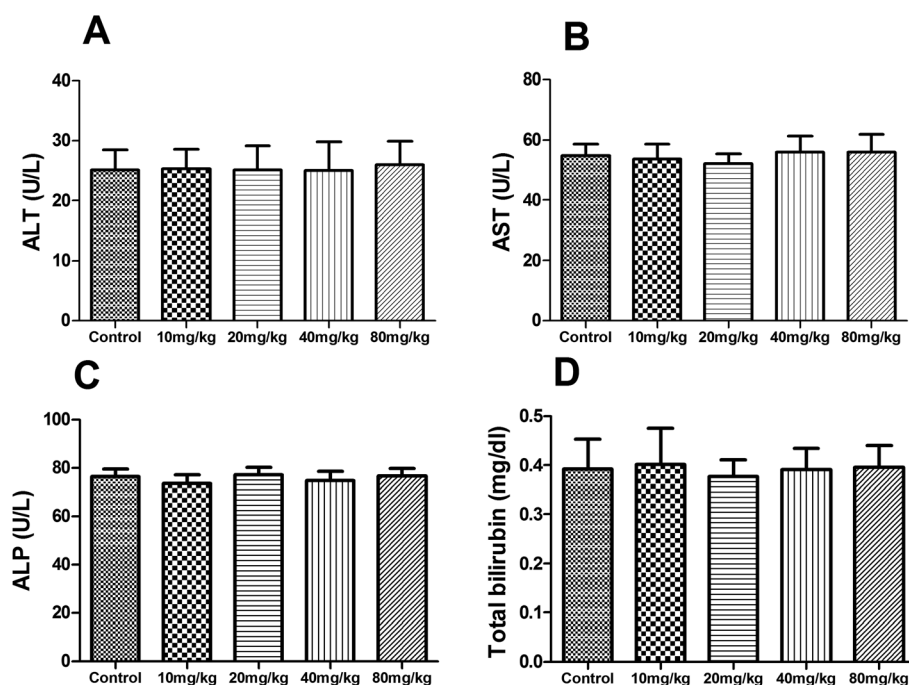 A
ALT (U/L)
40
30
20
10
0
Control 10mg/kg 20mg/kg 40mg/kg 80mg/kg
B
AST (U/L)
80
60
40
20
0
Control 10mg/kg 20mg/kg 40mg/kg 80mg/kg
C
ALP (U/L)
100
80
60
40
20
0
Control 10mg/kg 20mg/kg 40mg/kg 80mg/kg
D
Total bilirubin (mg/dl)
0.5
0.4
0.3
0.2
0.1
0.0
Control 10mg/kg 20mg/kg 40mg/kg 80mg/kg